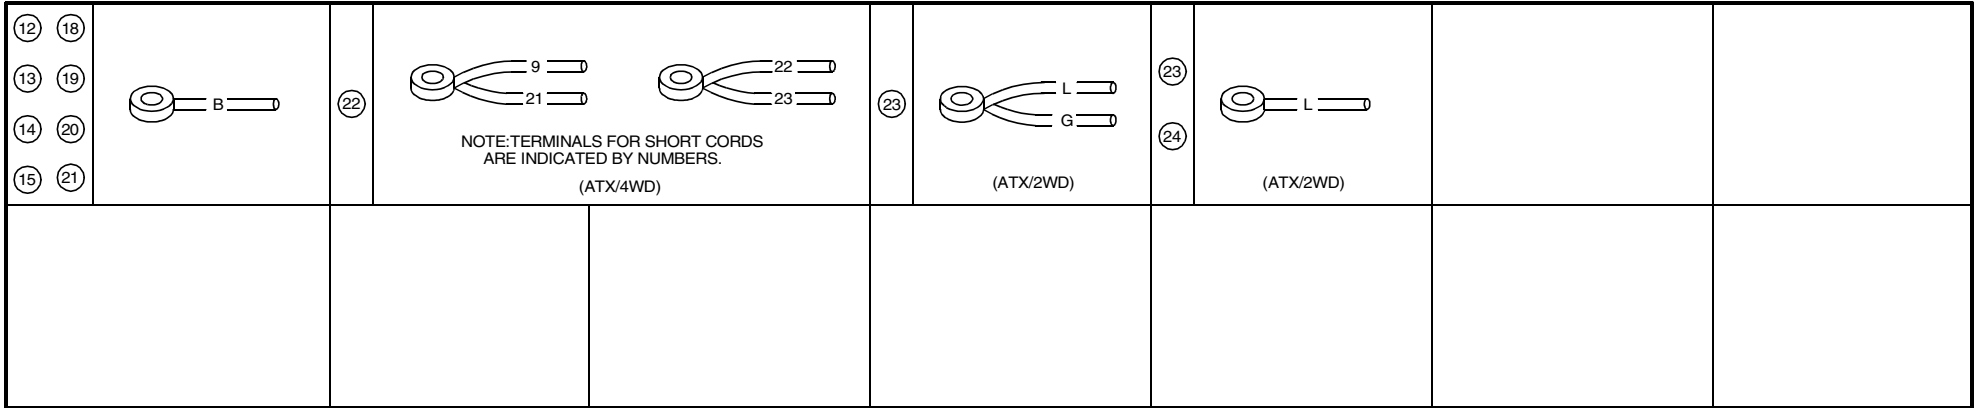 12 18
13 19
14 20
15 21
B
22
9
21
22
23
NOTE:TERMINALS FOR SHORT CORDS
ARE INDICATED BY NUMBERS.
(ATX/4WD)
23
L
G
(ATX/2WD)
23
24
L
(ATX/2WD)